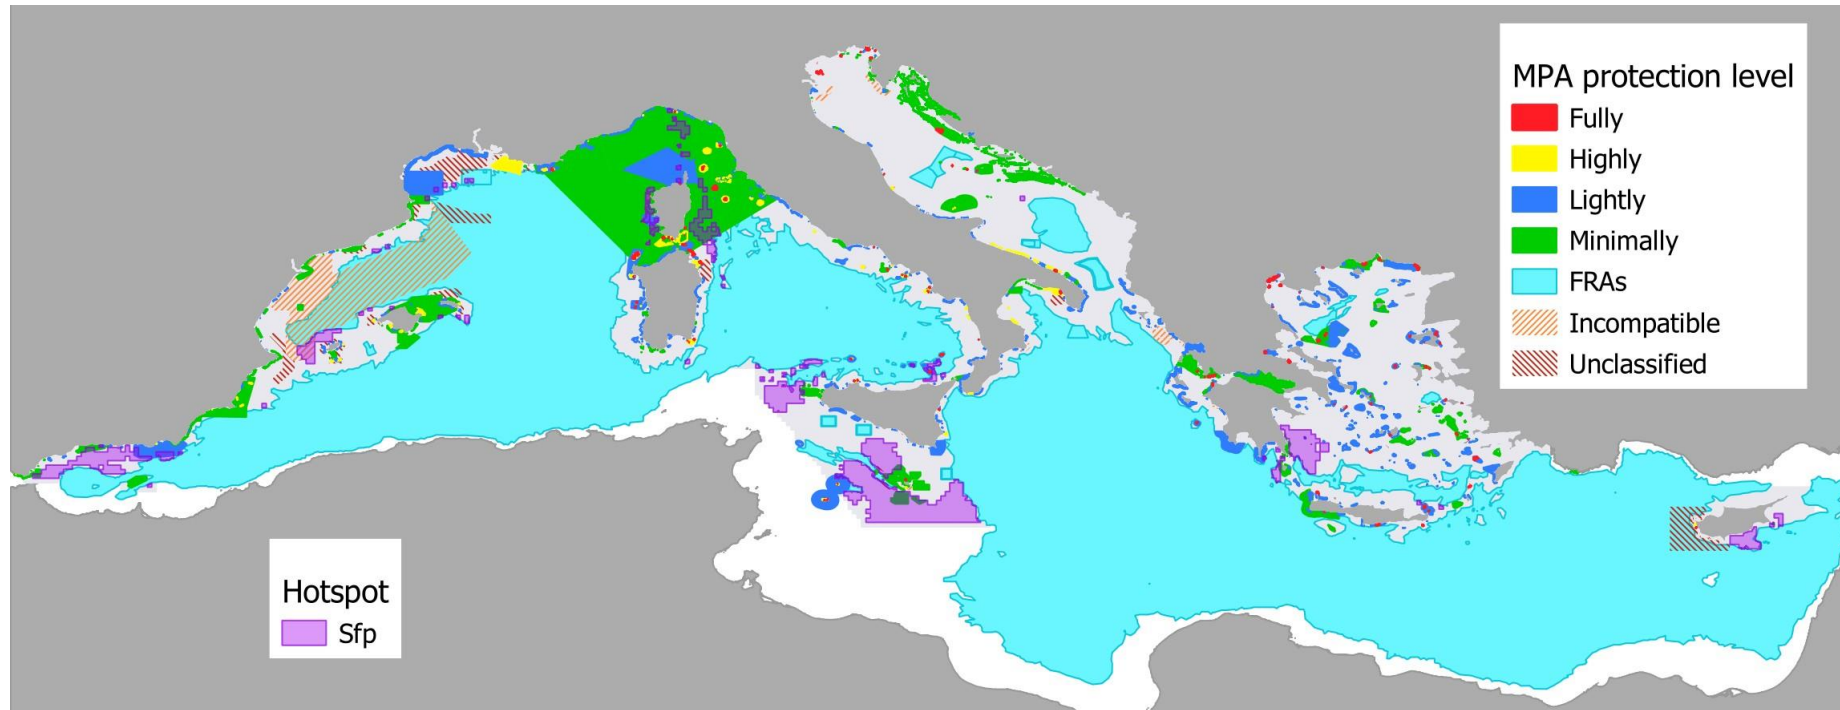 MPA protection level
Fully
Highly
Lightly
Minimally
FRAs
Incompatible
Unclassified
Hotspot
Sfp